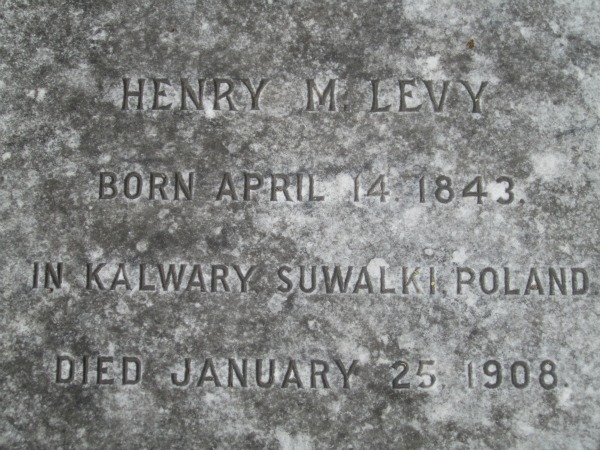 HENRY M. LEVY
BORN APRIL 14. 1843.
IN KALWARY. SUWALKI. POLAND
DIED JANUARY 25, 1908.